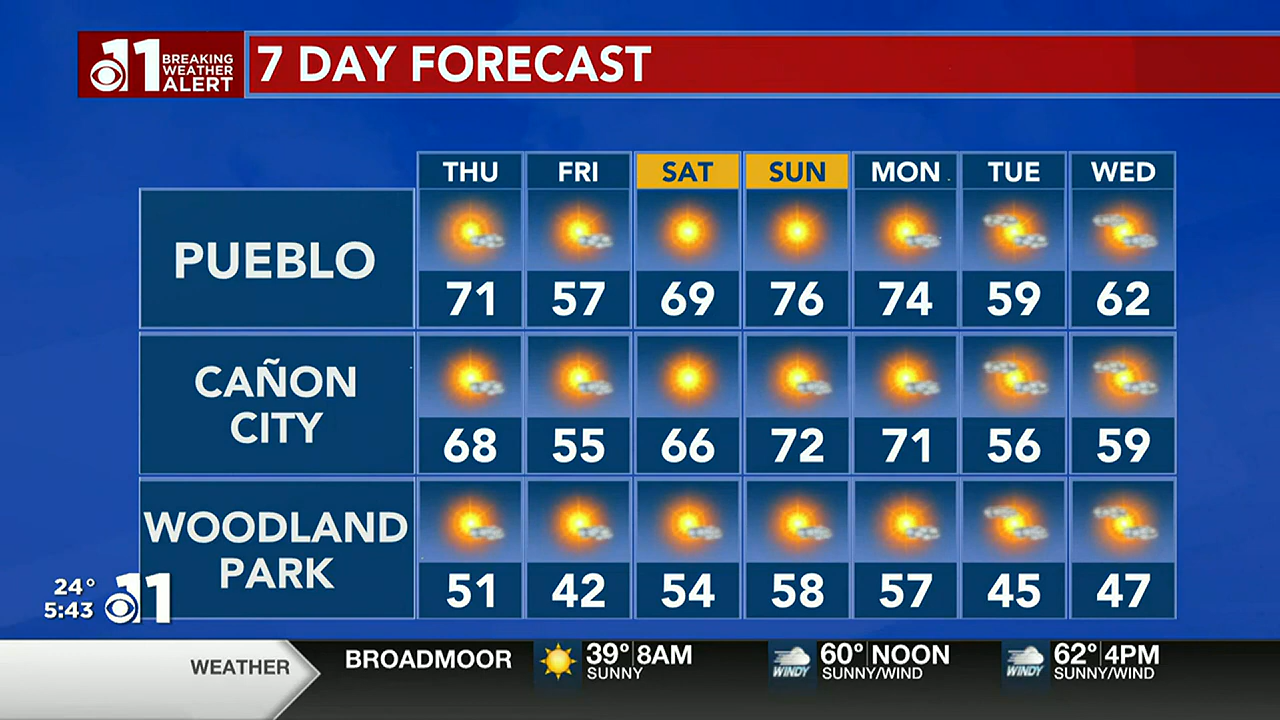 11 BREAKING WEATHER ALERT
7 DAY FORECAST
THU FRI SAT SUN MON TUE WED
PUEBLO
71 57 69 76 74 59 62
CAÑON
CITY
68 55 66 72 71 56 59
WOODLAND
PARK
51 42 54 58 57 45 47
24°
5:43
11
WEATHER
BROADMOOR
39° 8AM
SUNNY
WINDY
60° NOON
SUNNY/WIND
WINDY
62° 4PM
SUNNY/WIND